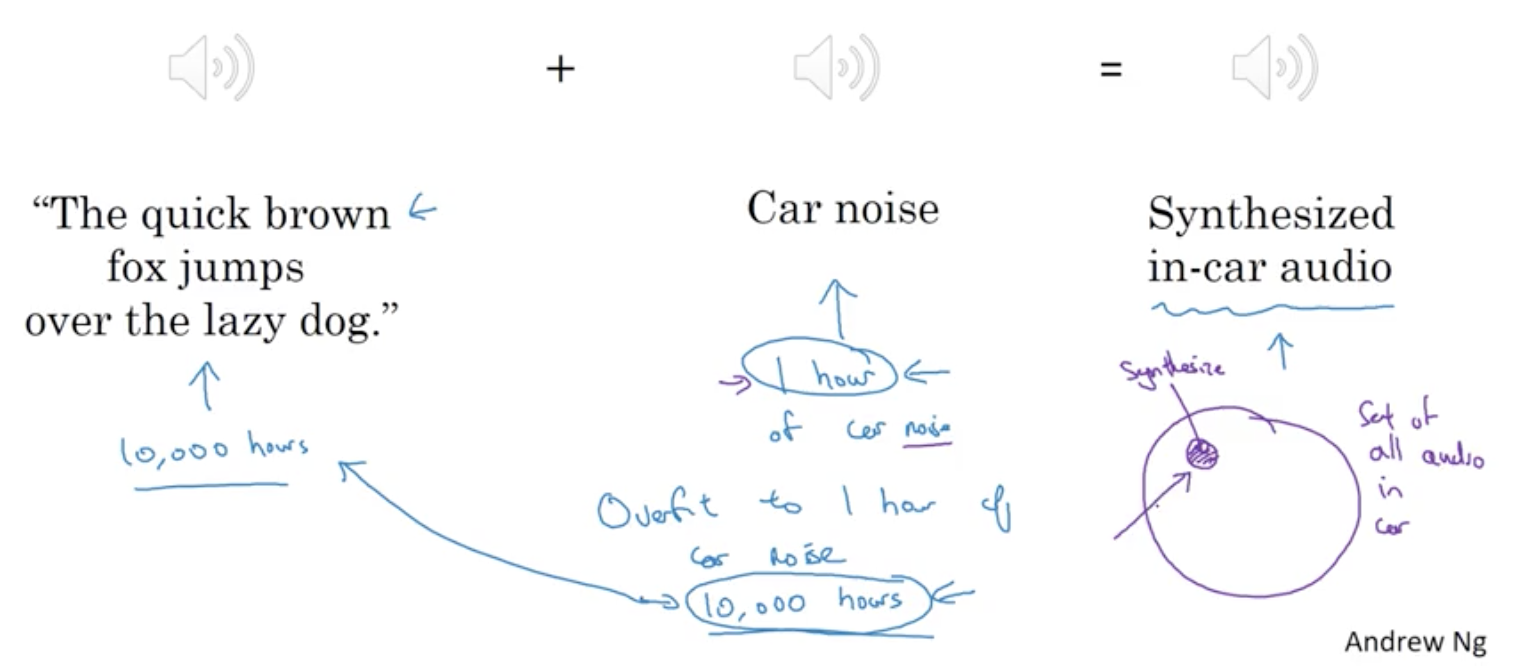 +
=
“The quick brown
fox jumps
over the lazy dog.”
10,000 hours
Car noise
1 hour
of car noise
Overfit to 1 hour of
car noise
10,000 hours
Synthesized
in-car audio
Synthesize
Set of
all audio
in
car
Andrew Ng